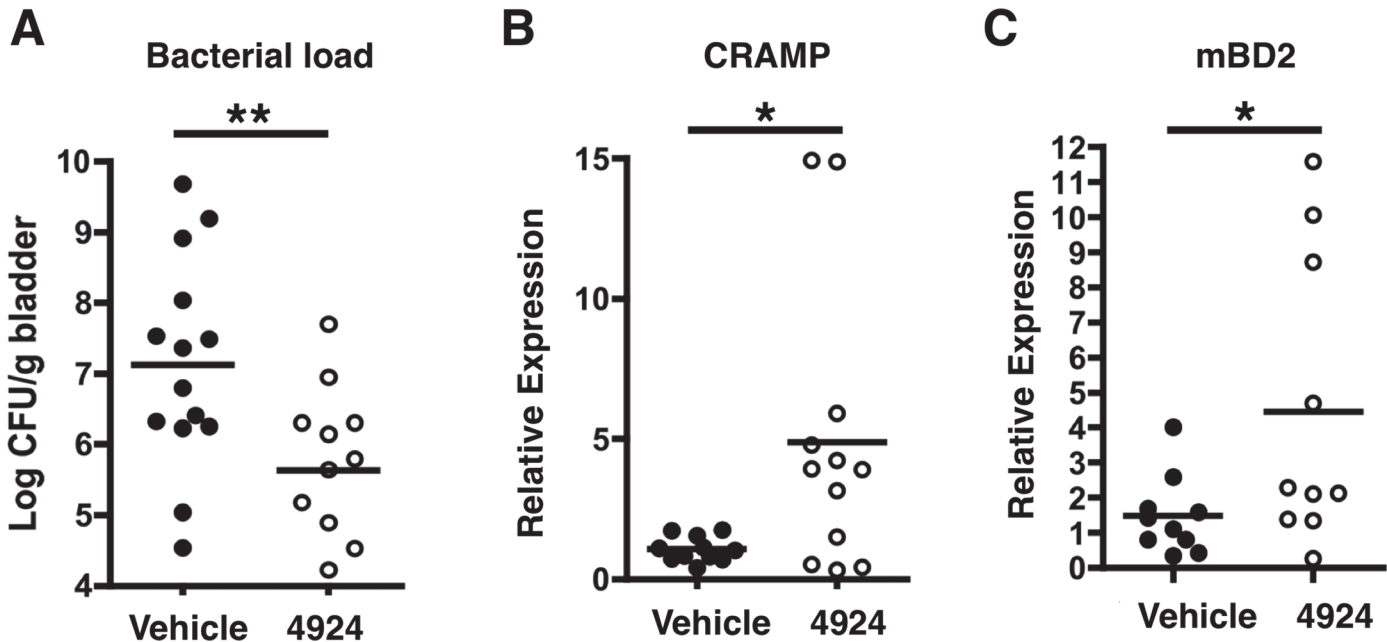 A
Bacterial load
**
Log CFU/g bladder
10
9
8
7
6
5
4
Vehicle 4924
B
CRAMP
*
Relative Expression
15
10
5
0
Vehicle 4924
C
mBD2
*
Relative Expression
12
11
10
9
8
7
6
5
4
3
2
1
0
Vehicle 4924